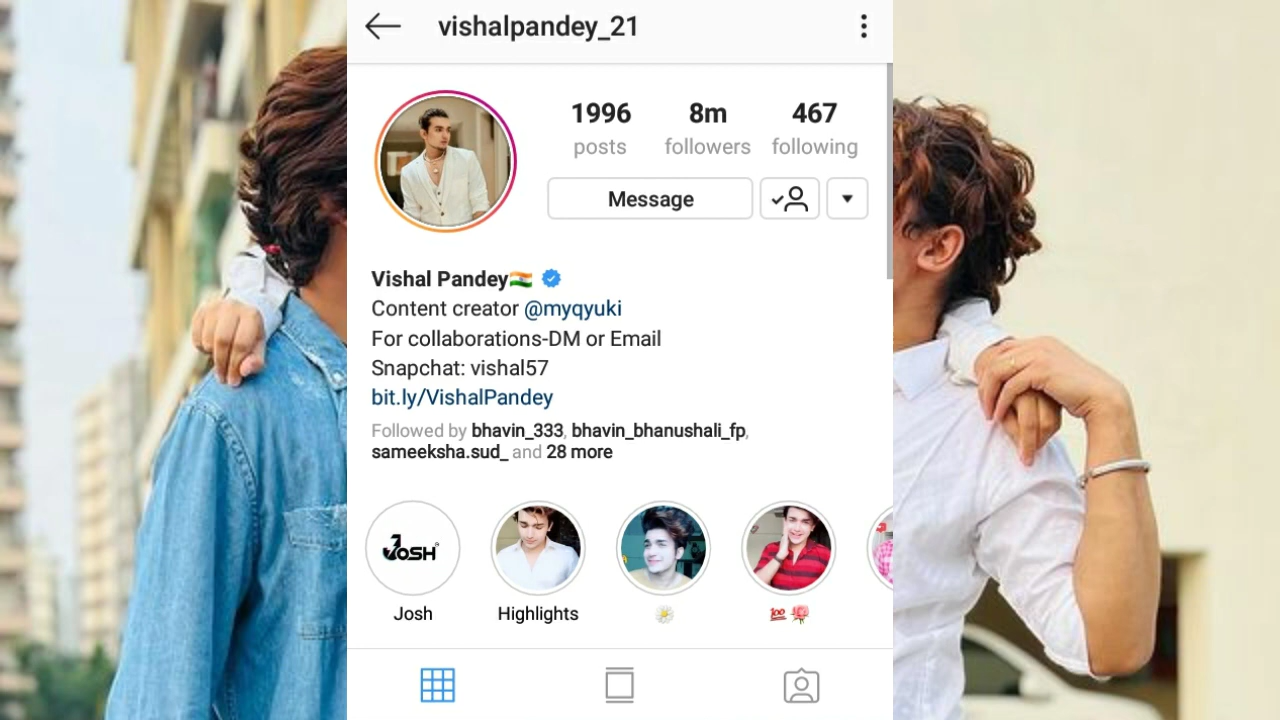 vishalpandey_21
1996 8m 467
posts followers following
Message
Vishal Pandey🇮🇳
Content creator @myqyuki
For collaborations-DM or Email
Snapchat: vishal57
bit.ly/VishalPandey
Followed by bhavin_333, bhavin_bhanushali_fp,
sameeksha.sud_ and 28 more
JOSH
Josh Highlights 🌼 💯🌹